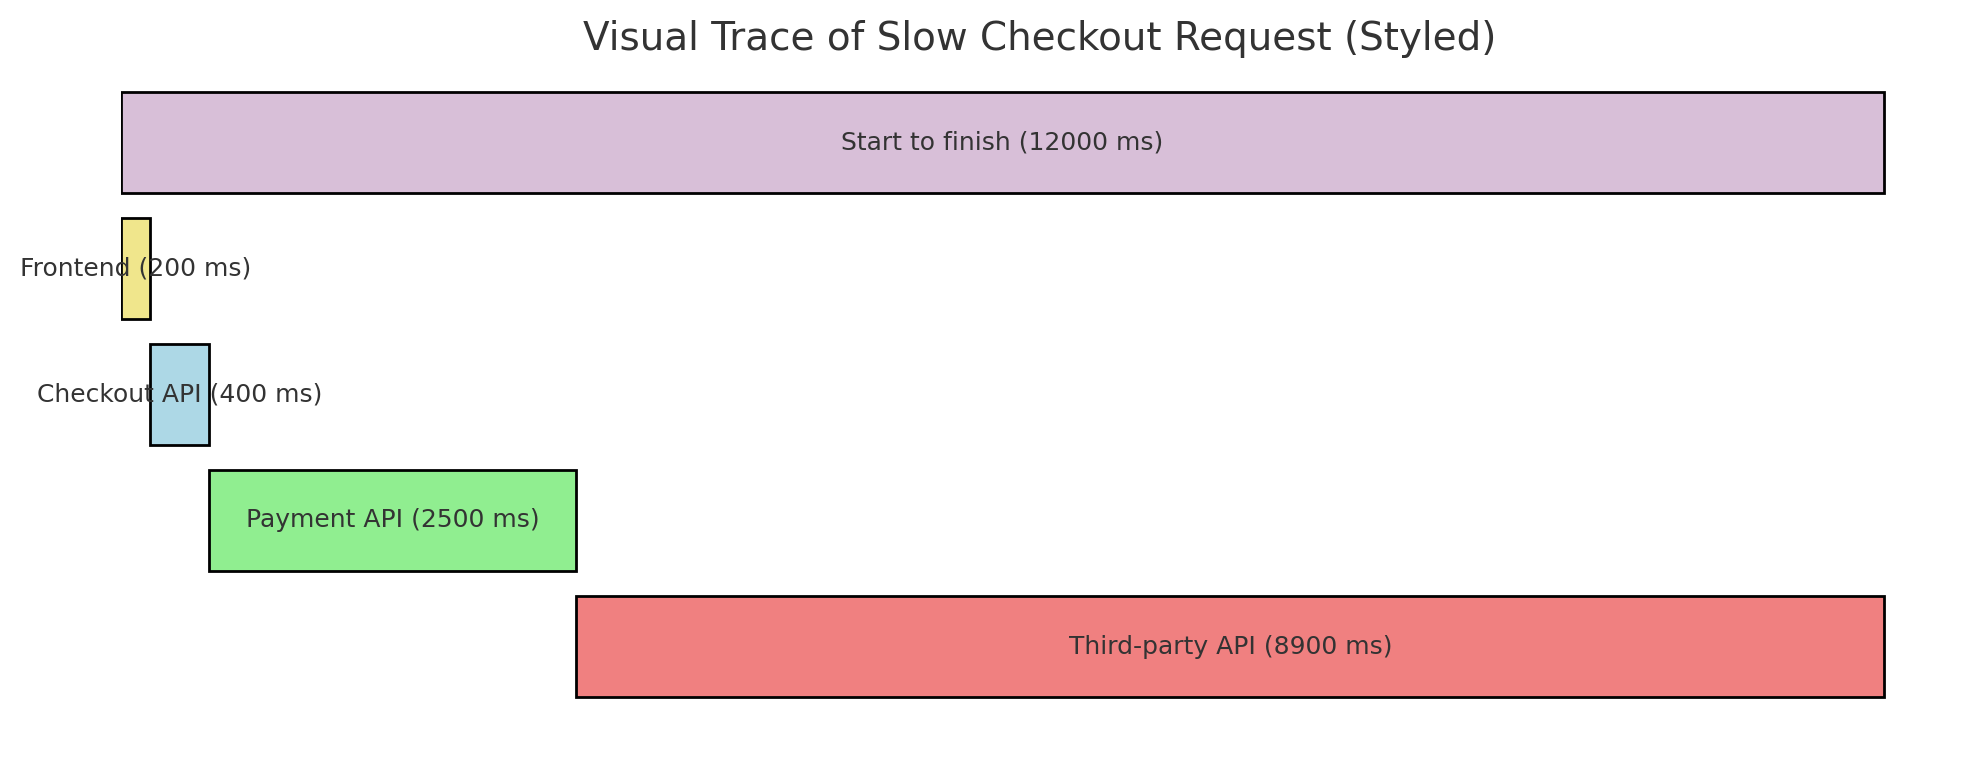 Visual Trace of Slow Checkout Request (Styled)
Start to finish (12000 ms)
Frontend (200 ms)
Checkout API (400 ms)
Payment API (2500 ms)
Third-party API (8900 ms)